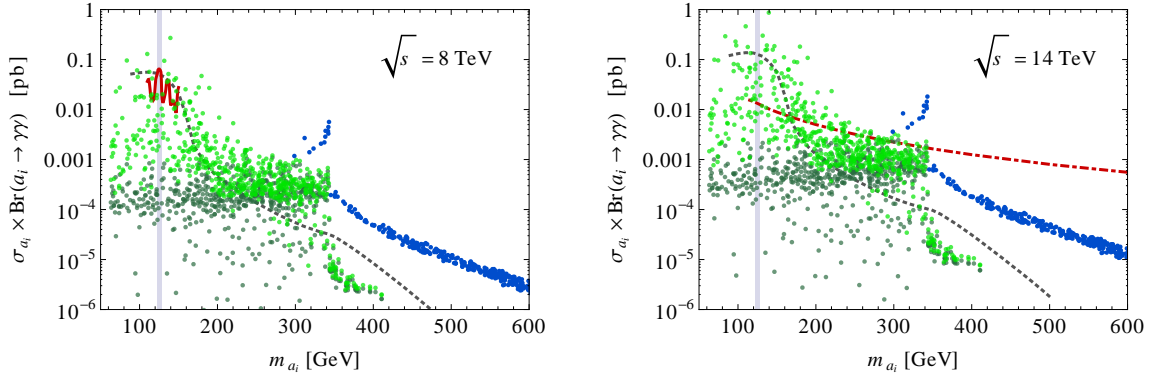 σ_{a_i} × Br(a_i → γγ) [pb]
1
0.1
0.01
0.001
10^{-4}
10^{-5}
10^{-6}
√s = 8 TeV
100 200 300 400 500 600
m_{a_i} [GeV]
σ_{a_i} × Br(a_i → γγ) [pb]
1
0.1
0.01
0.001
10^{-4}
10^{-5}
10^{-6}
√s = 14 TeV
100 200 300 400 500 600
m_{a_i} [GeV]